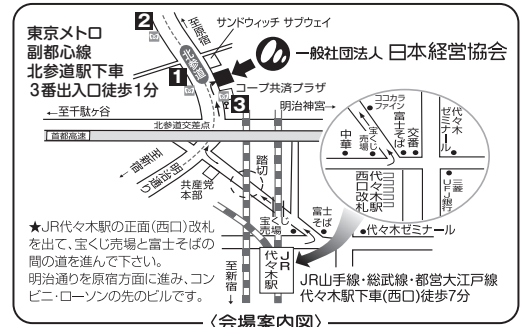 東京メトロ
副都心線
北参道駅下車
3番出入口徒歩1分
2
至原宿
サンドウィッチ サブウェイ
北参道
1
一般社団法人 日本経営協会
コープ共済プラザ
3
明治神宮→
←至千駄ヶ谷
北参道交差点
首都高速
至新宿
明治通り
共産党
本部
踏切
ココカラ
ファイン
中華
宝くじ
売場
富士そば
交番
代々木
ゼミナール
代々木駅
西口改札
三菱
UFJ
銀行
宝くじ
売場
富士
そば
代々木ゼミナール
至新宿
JR
代々木駅
★JR代々木駅の正面(西口)改札
を出て、宝くじ売場と富士そばの
間の道を進んで下さい。
明治通りを原宿方面に進み、コン
ビニ・ローソンの先のビルです。
JR山手線・総武線・都営大江戸線
代々木駅下車(西口)徒歩7分
〈会場案内図〉